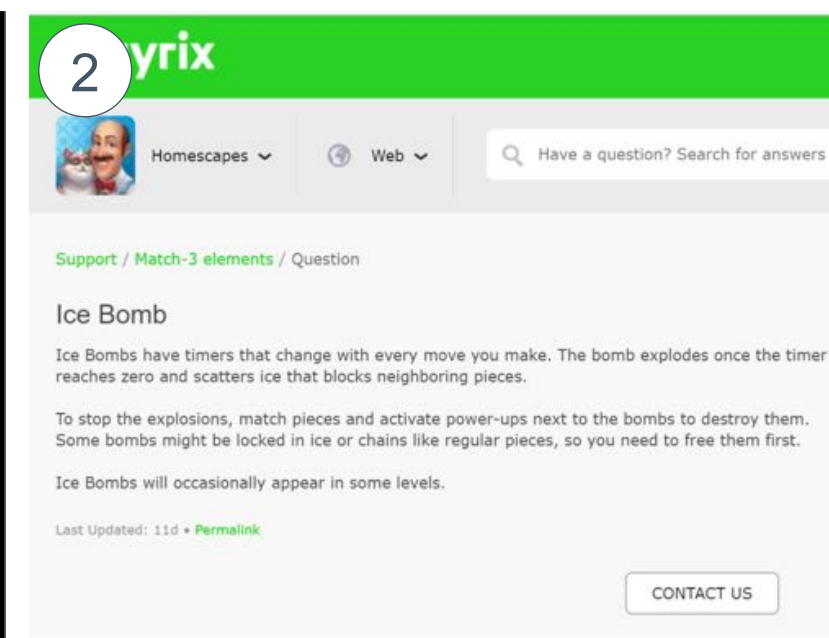 2
yrix
Homescapes
Web
Have a question? Search for answers
Support / Match-3 elements / Question
Ice Bomb
Ice Bombs have timers that change with every move you make. The bomb explodes once the timer
reaches zero and scatters ice that blocks neighboring pieces.
To stop the explosions, match pieces and activate power-ups next to the bombs to destroy them.
Some bombs might be locked in ice or chains like regular pieces, so you need to free them first.
Ice Bombs will occasionally appear in some levels.
Last Updated: 11d • Permalink
CONTACT US